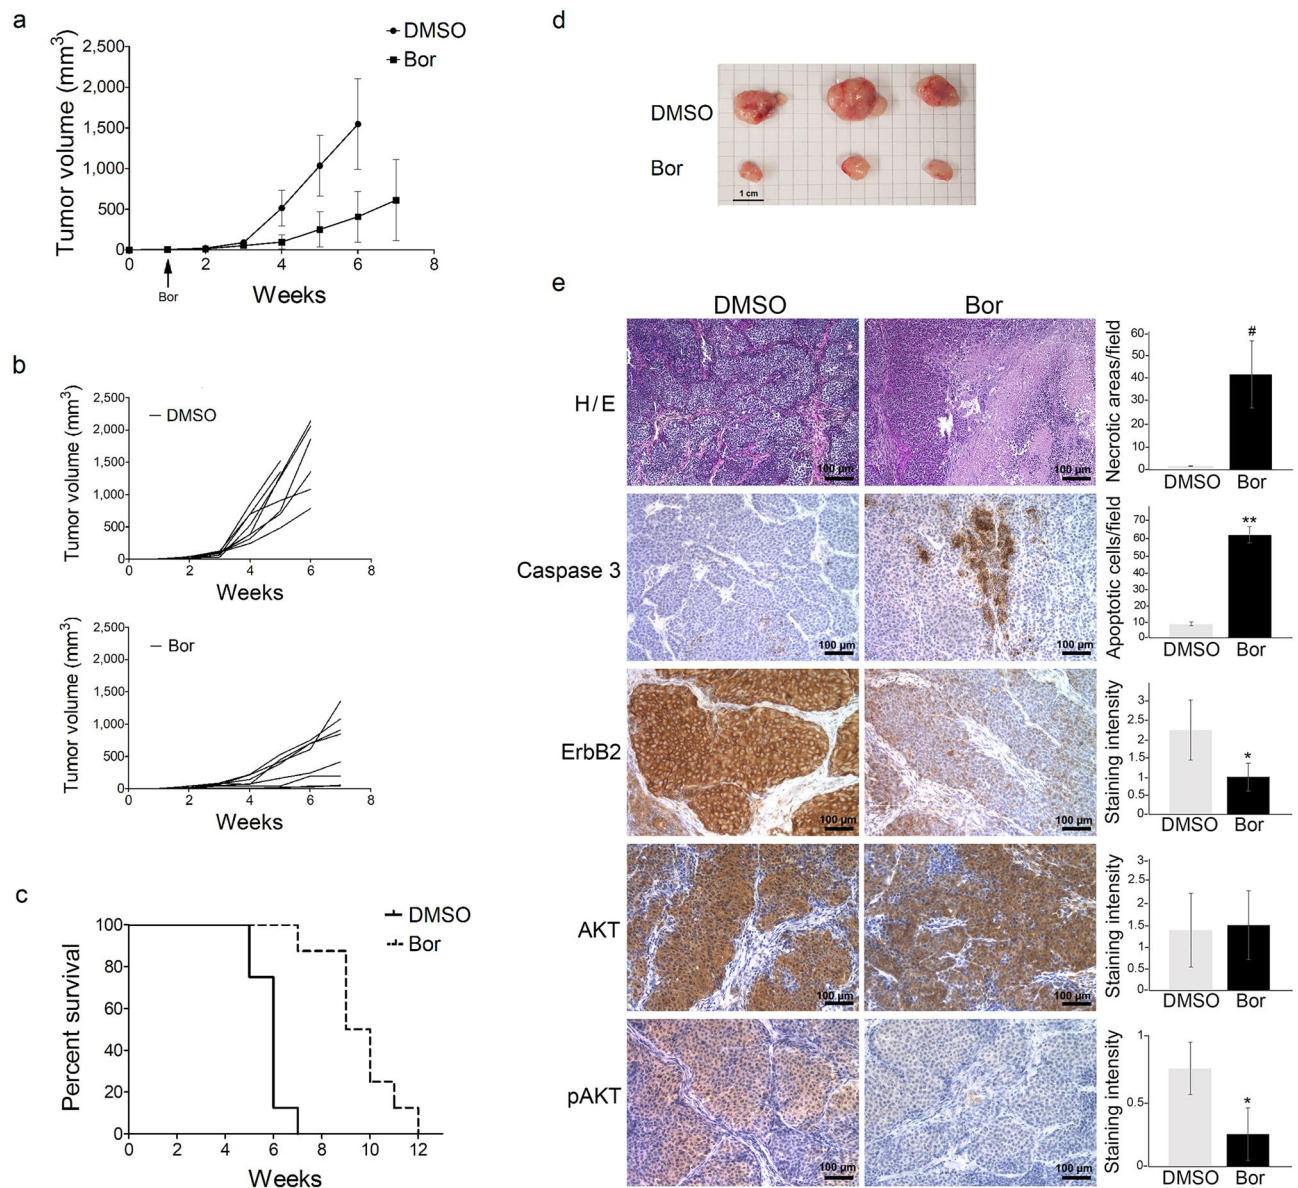 a
DMSO
Bor
Tumor volume (mm³)
2,500
2,000
1,500
1,000
500
0
0 2 4 6 8
Bor
Weeks
b
Tumor volume (mm³)
2,500
2,000
1,500
1,000
500
0
DMSO
0 2 4 6 8
Weeks
Tumor volume (mm³)
2,500
2,000
1,500
1,000
500
0
Bor
0 2 4 6 8
Weeks
c
DMSO
Bor
Percent survival
100
80
60
40
20
0
0 2 4 6 8 10 12
Weeks
d
DMSO
Bor
1 cm
e
DMSO Bor
H/E
100 µm 100 µm
Necrotic areas/field
60
50
40
30
20
10
0
#
DMSO Bor
Caspase 3
100 µm 100 µm
Apoptotic cells/field
70
60
50
40
30
20
10
0
**
DMSO Bor
ErbB2
100 µm 100 µm
Staining intensity
3
2.5
2
1.5
1
0.5
0
*
DMSO Bor
AKT
100 µm 100 µm
Staining intensity
3
2.5
2
1.5
1
0.5
0
DMSO Bor
pAKT
100 µm 100 µm
Staining intensity
1
0.5
0
*
DMSO Bor